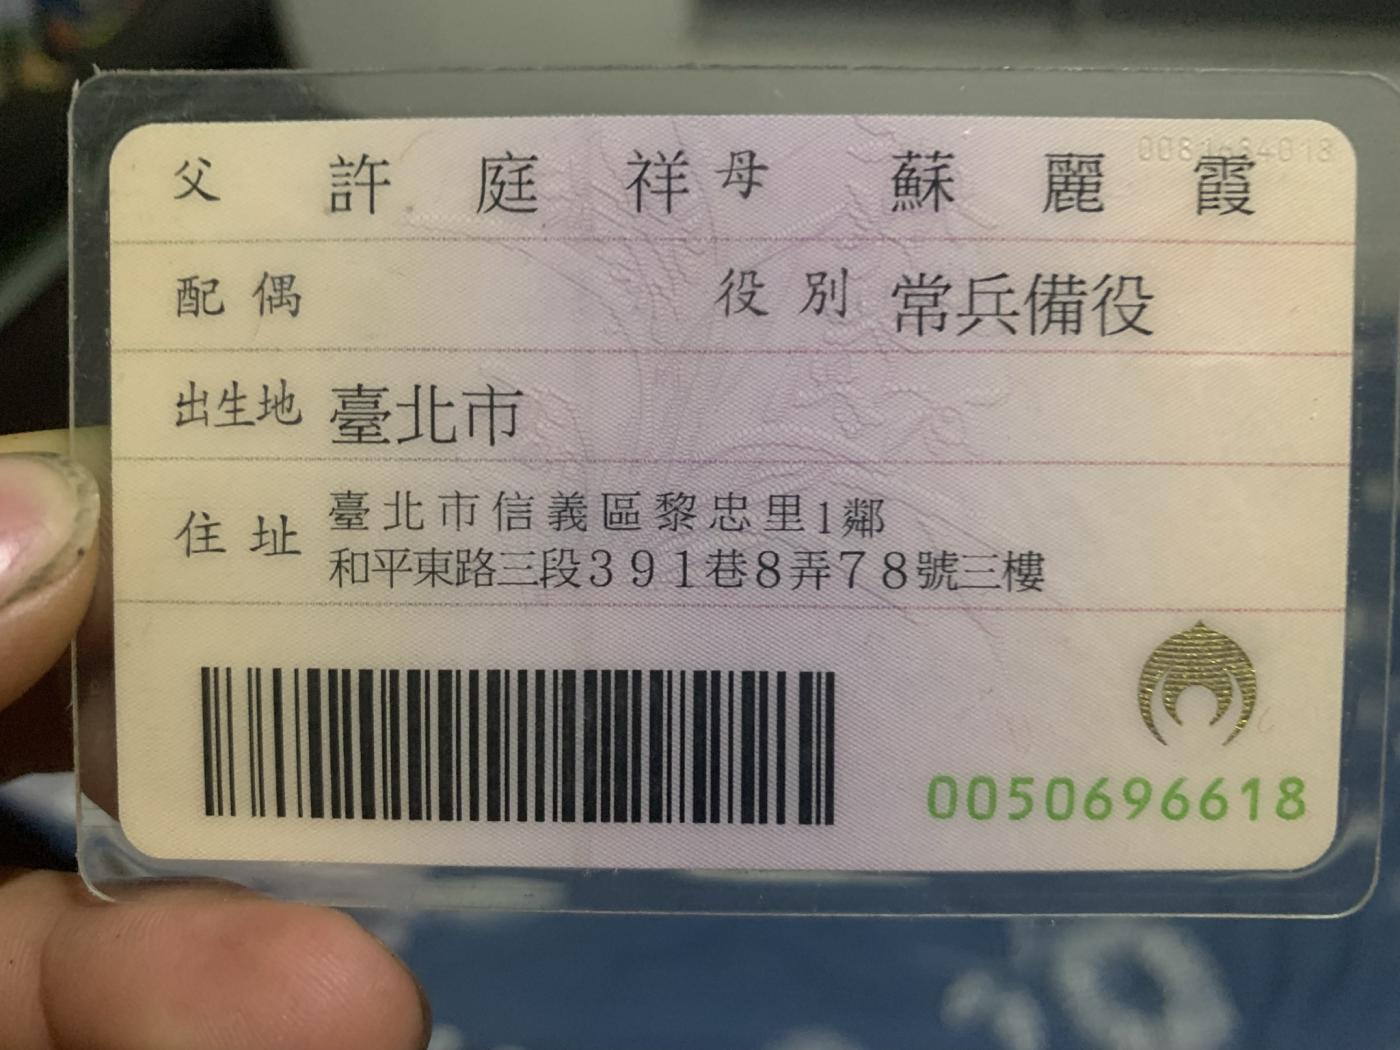 父 許庭祥 母 蘇麗霞
配偶 役別 常兵備役
出生地 臺北市
住址 臺北市信義區黎忠里1鄰
和平東路三段391巷8弄78號三樓
0050696618